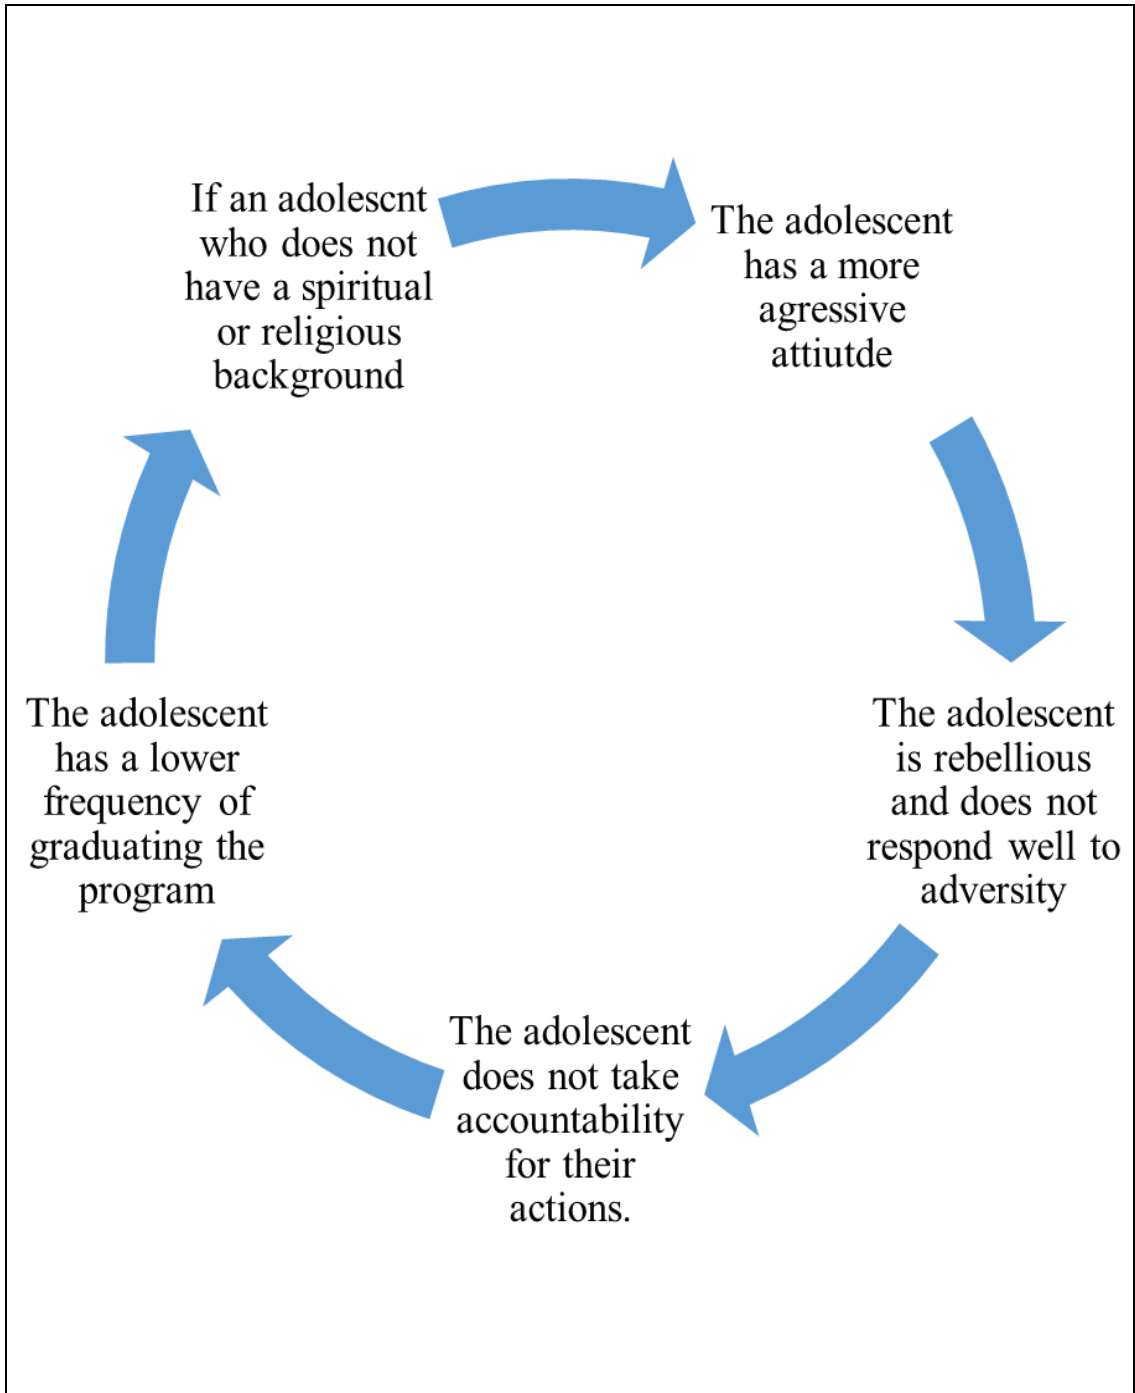 If an adolescnt
who does not
have a spiritual
or religious
background
The adolescent
has a more
agressive
attiutde
The adolescent
is rebellious
and does not
respond well to
adversity
The adolescent
does not take
accountability
for their
actions.
The adolescent
has a lower
frequency of
graduating the
program